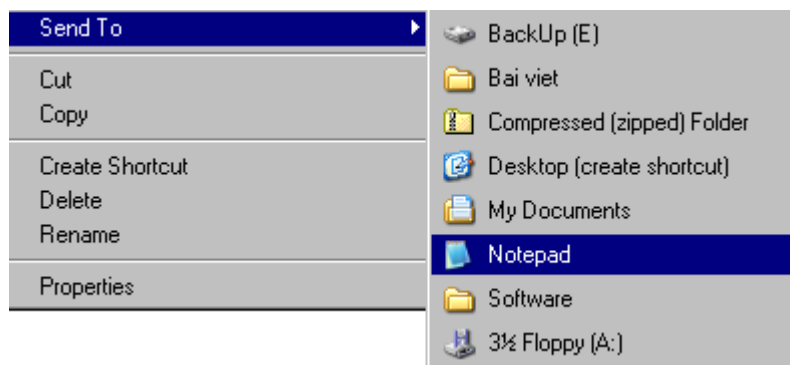 Send To
Cut
Copy
Create Shortcut
Delete
Rename
Properties
BackUp (E)
Bai viet
Compressed (zipped) Folder
Desktop (create shortcut)
My Documents
Notepad
Software
3½ Floppy (A:)